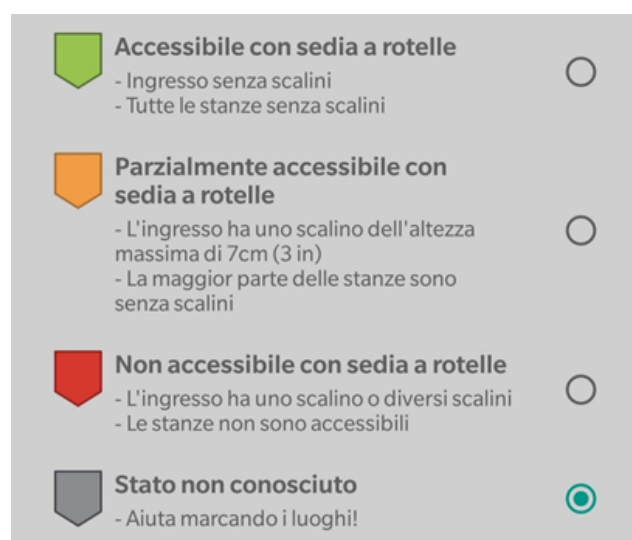 Accessibile con sedia a rotelle
- Ingresso senza scalini
- Tutte le stanze senza scalini
Parzialmente accessibile con
sedia a rotelle
- L'ingresso ha uno scalino dell'altezza
massima di 7cm (3 in)
- La maggior parte delle stanze sono
senza scalini
Non accessibile con sedia a rotelle
- L'ingresso ha uno scalino o diversi scalini
- Le stanze non sono accessibili
Stato non conosciuto
- Aiuta marcando i luoghi!